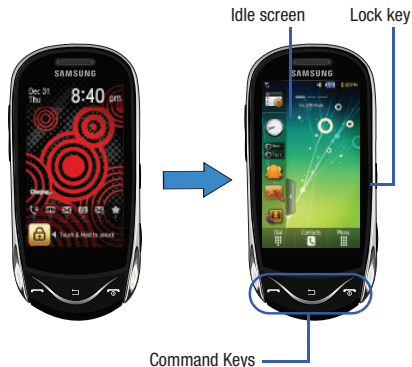 Idle screen
Lock key
SAMSUNG
SAMSUNG
Dec 31
Thu
8:40 pm
Charging...
Touch & Hold to unlock
Dial
Contacts
Menu
Command Keys